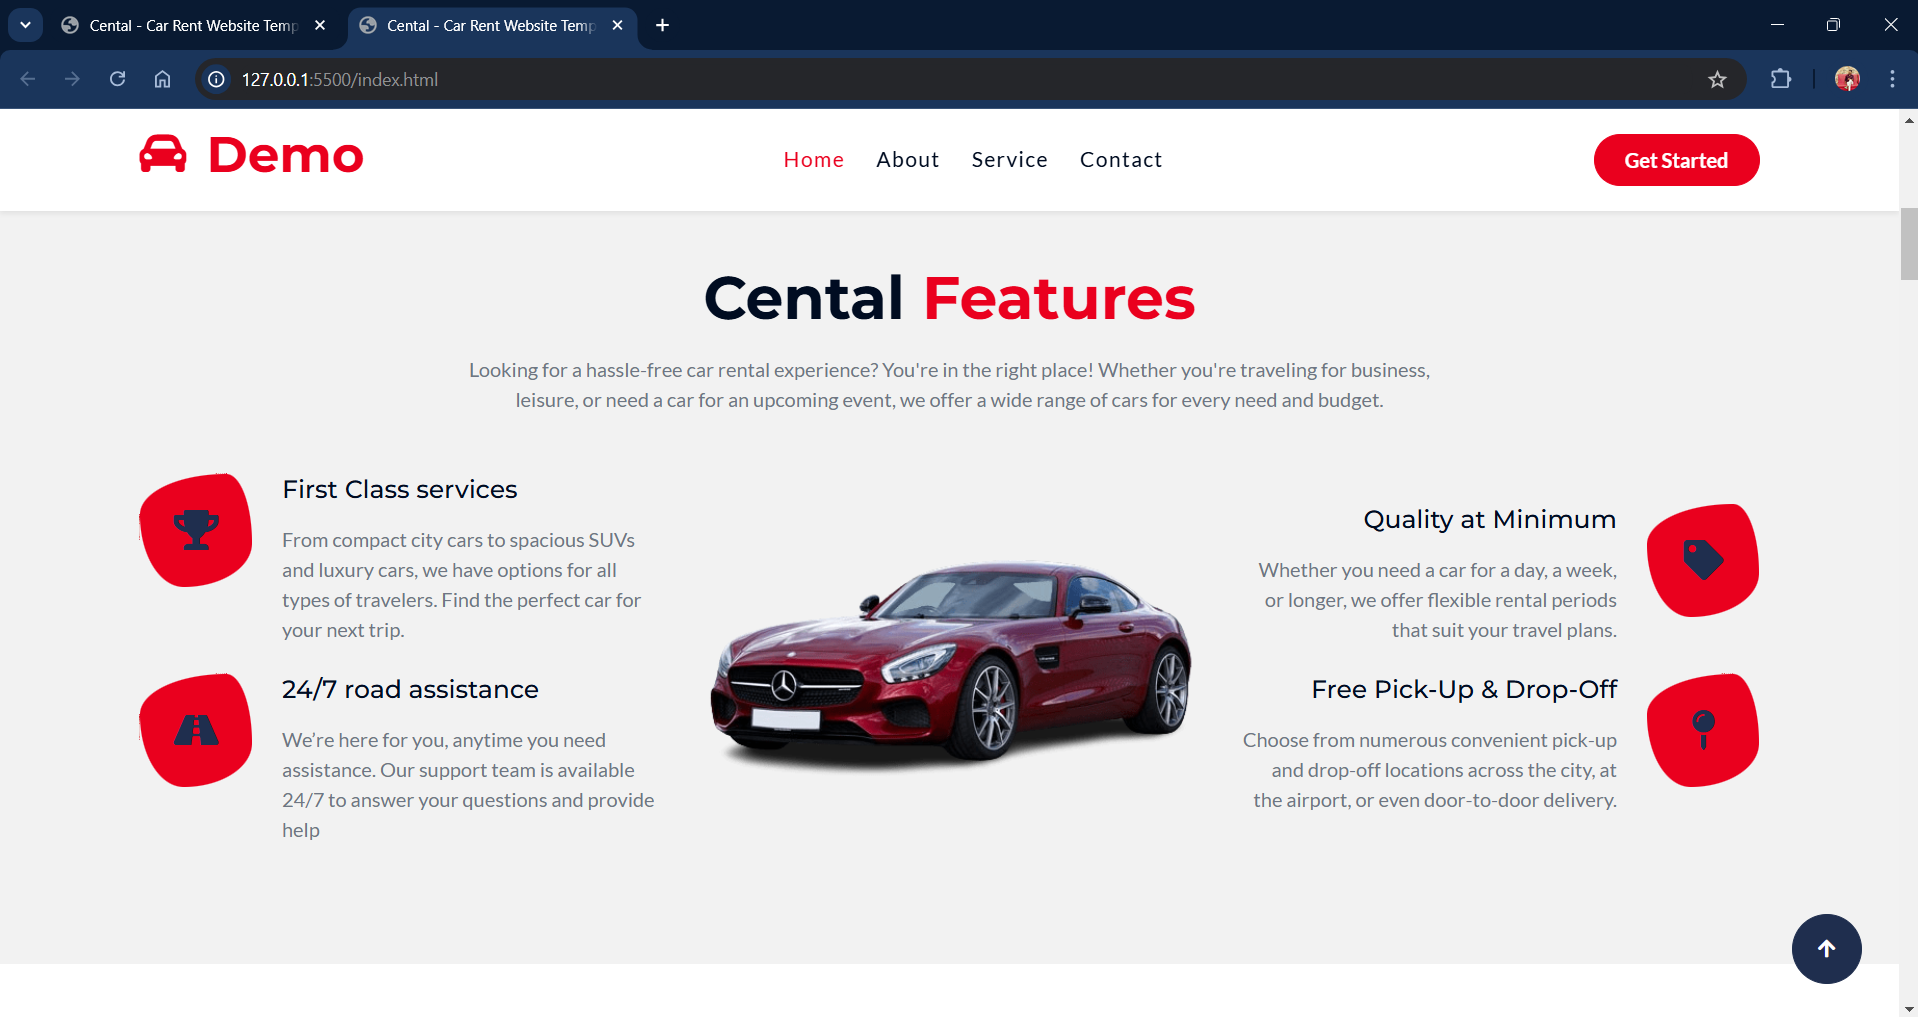 Cental - Car Rent Website Temp
Cental - Car Rent Website Temp
127.0.0.1:5500/index.html
Demo
Home About Service Contact
Get Started
Cental Features
Looking for a hassle-free car rental experience? You're in the right place! Whether you're traveling for business,
leisure, or need a car for an upcoming event, we offer a wide range of cars for every need and budget.
First Class services
From compact city cars to spacious SUVs
and luxury cars, we have options for all
types of travelers. Find the perfect car for
your next trip.
24/7 road assistance
We’re here for you, anytime you need
assistance. Our support team is available
24/7 to answer your questions and provide
help
Quality at Minimum
Whether you need a car for a day, a week,
or longer, we offer flexible rental periods
that suit your travel plans.
Free Pick-Up & Drop-Off
Choose from numerous convenient pick-up
and drop-off locations across the city, at
the airport, or even door-to-door delivery.